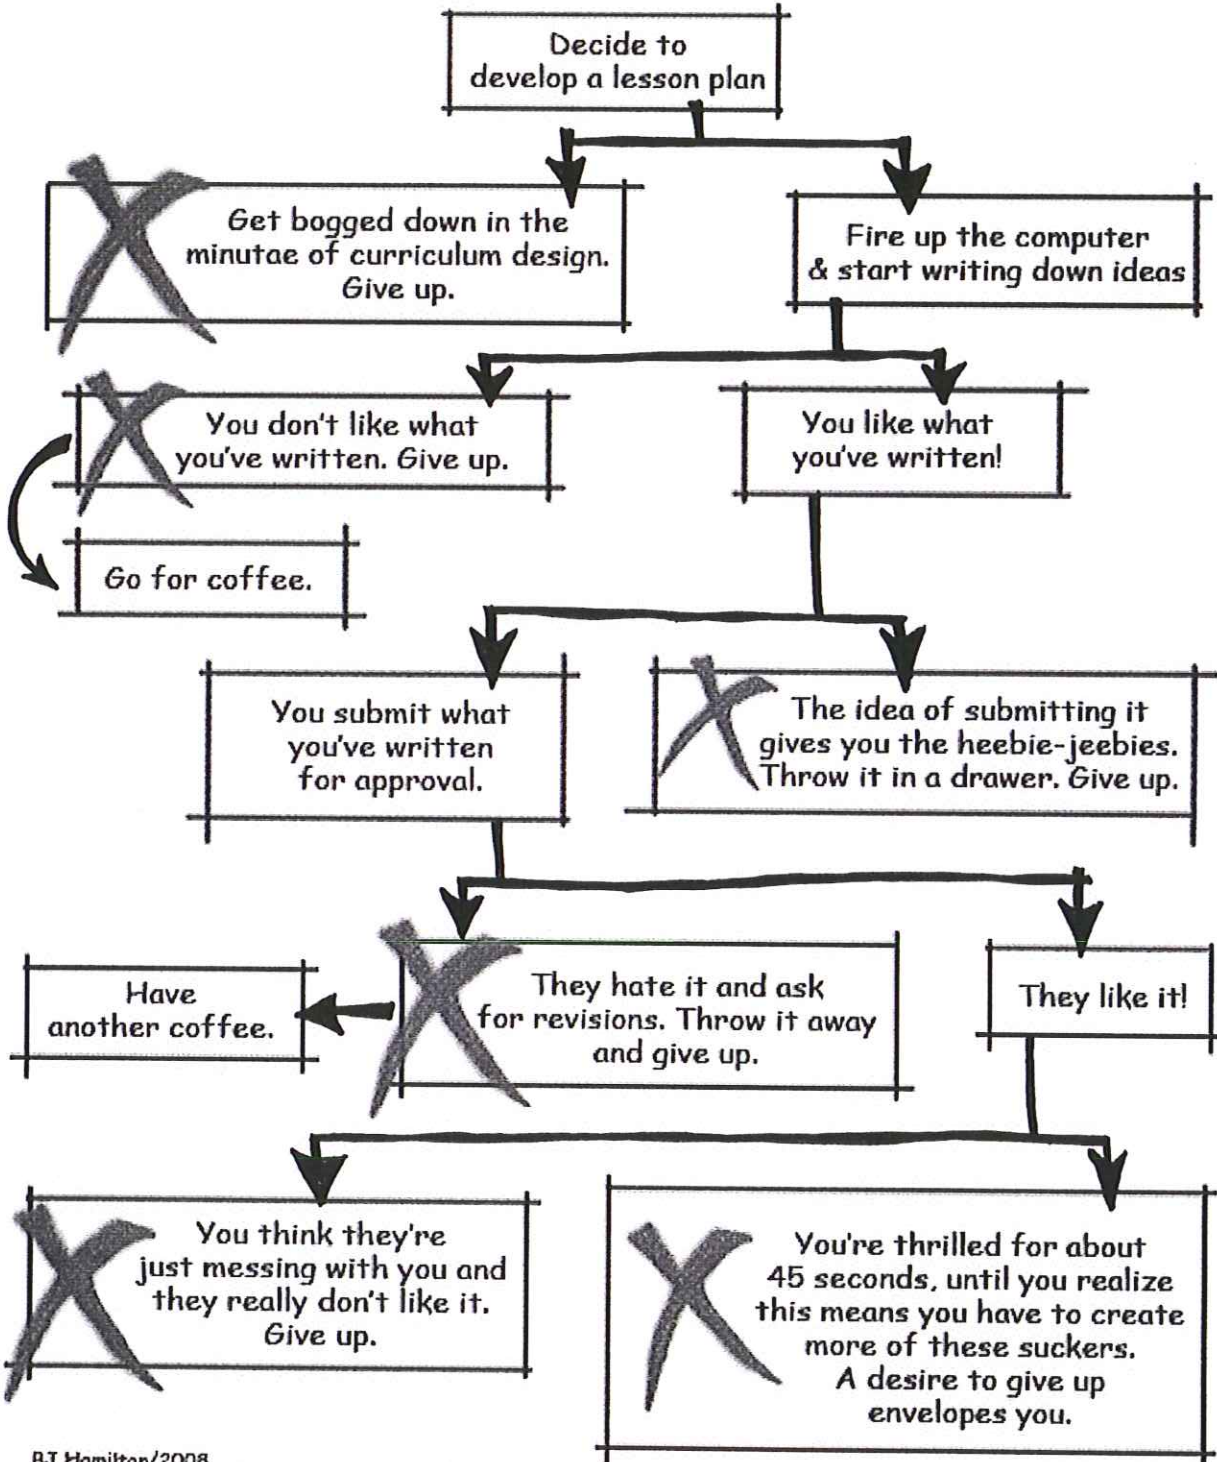 Decide to
develop a lesson plan
Get bogged down in the
minutae of curriculum design.
Give up.
Fire up the computer
& start writing down ideas
You don't like what
you've written. Give up.
You like what
you've written!
Go for coffee.
You submit what
you've written
for approval.
The idea of submitting it
gives you the heebie-jeebies.
Throw it in a drawer. Give up.
Have
another coffee.
They hate it and ask
for revisions. Throw it away
and give up.
They like it!
You think they're
just messing with you and
they really don't like it.
Give up.
You're thrilled for about
45 seconds, until you realize
this means you have to create
more of these suckers.
A desire to give up
envelopes you.
BJ Hamilton/2008